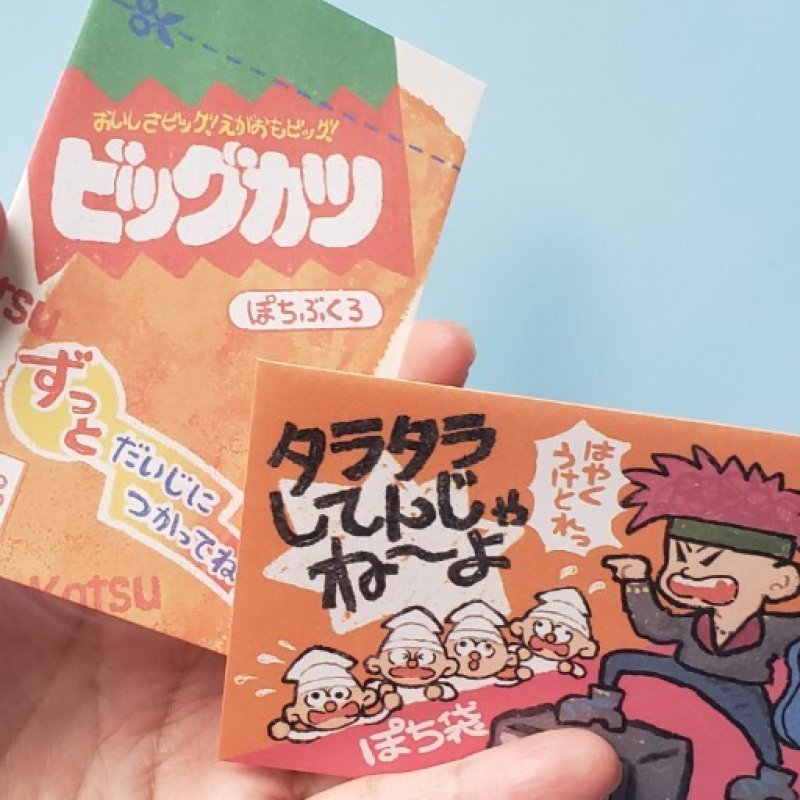 おいしさビッグ!えがおもビッグ!
ビッグカツ
ぽちぶくろ
ずっと
だいじに
つかってね
Katsu
タラタラ
してんじゃ
ね〜よ
はやく
うけとれっ
ぽち袋